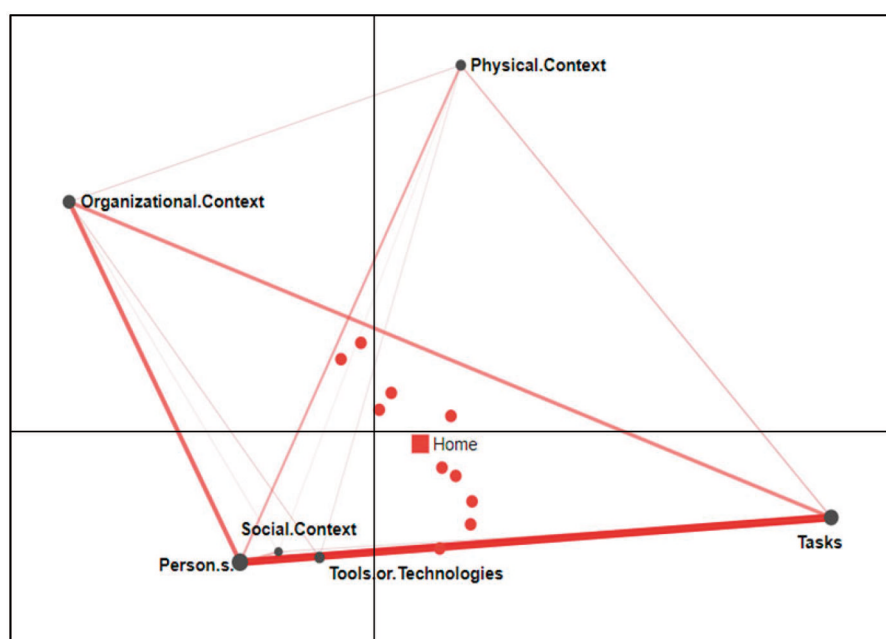 Physical.Context
Organizational.Context
Home
Social.Context
Person.s.
Tools.or.Technologies
Tasks